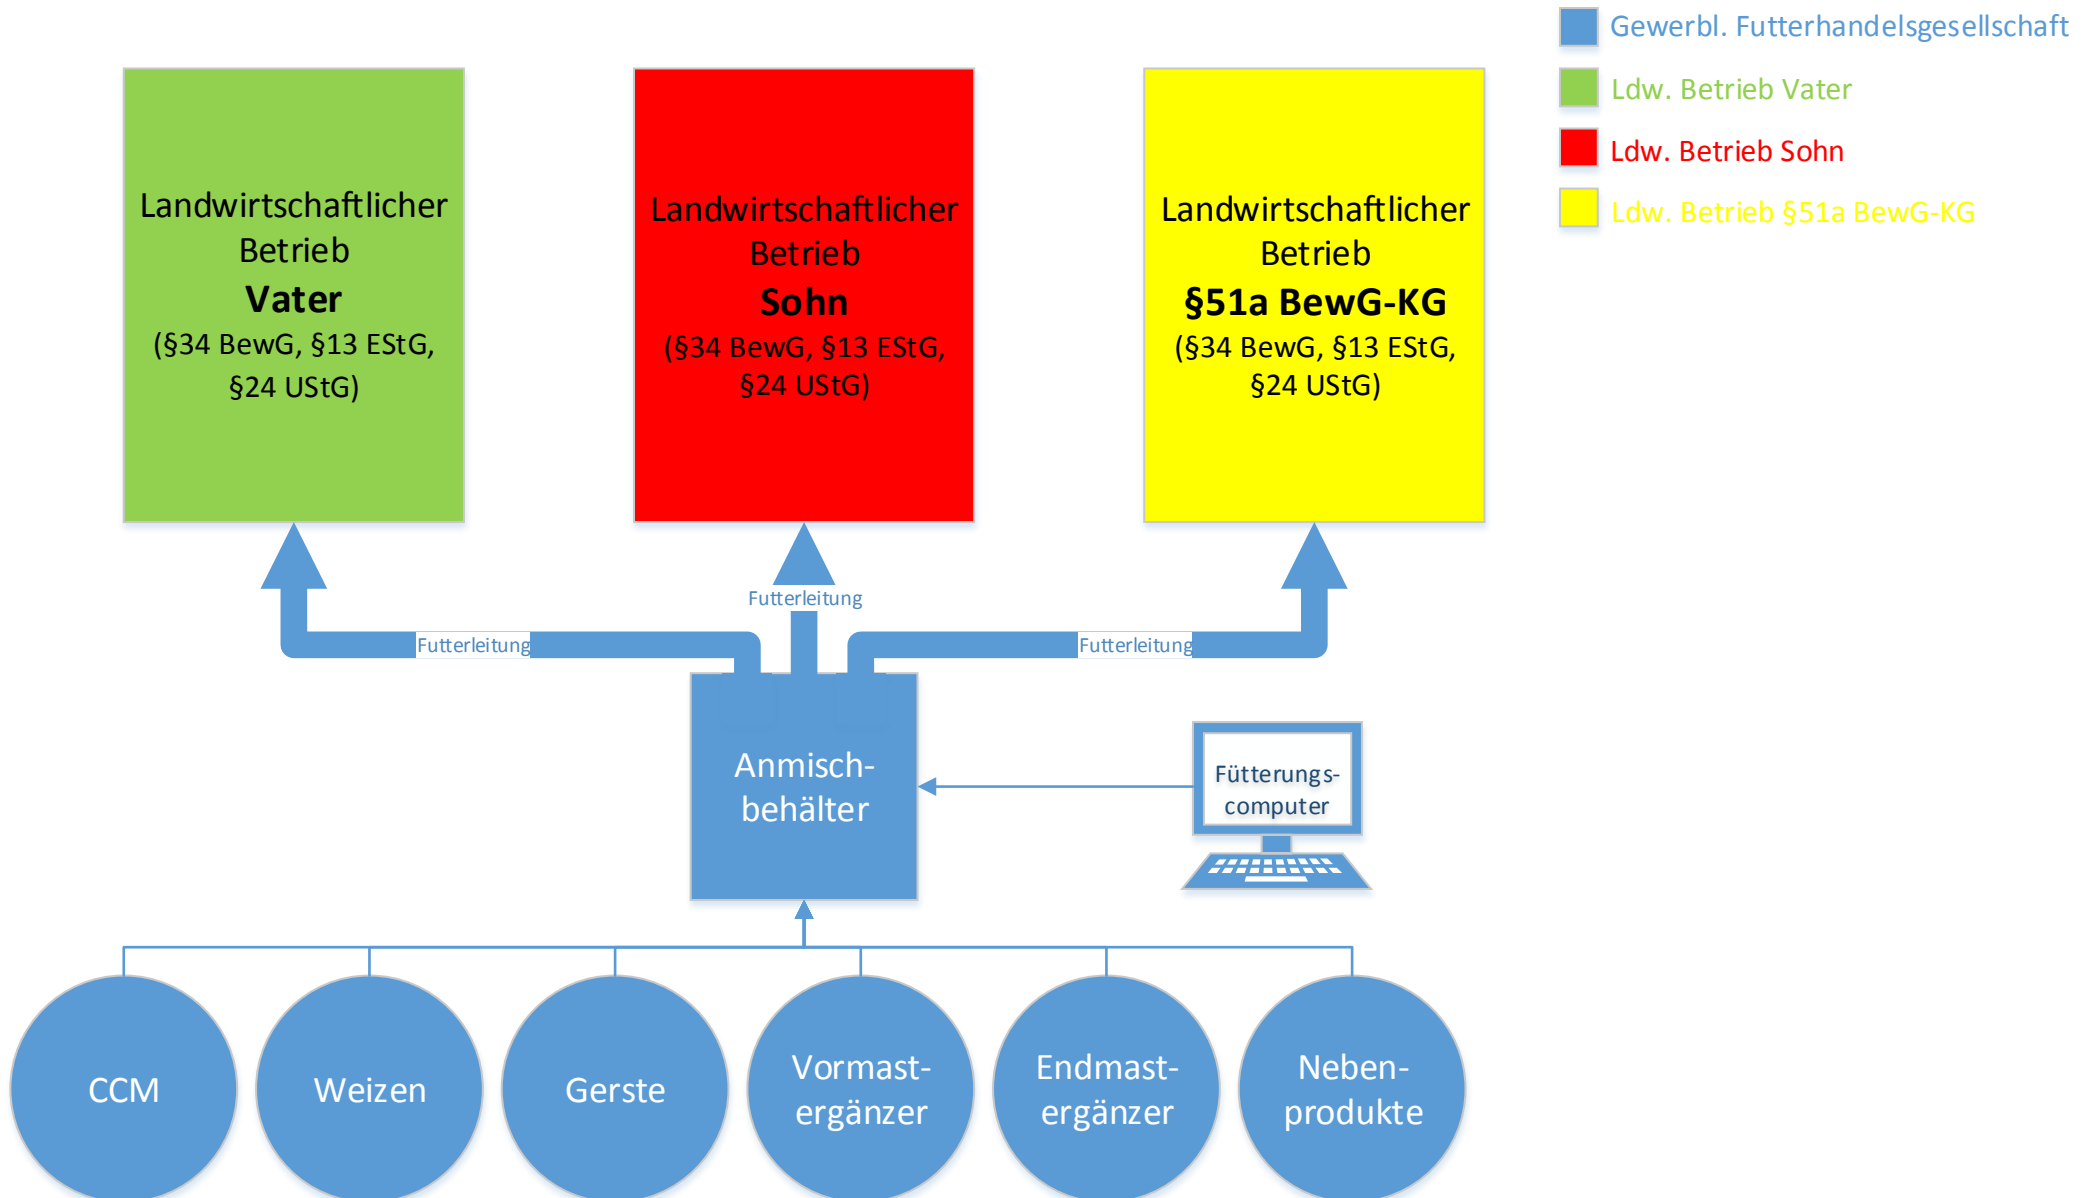 Gewerbl. Futterhandelsgesellschaft
Ldw. Betrieb Vater
Ldw. Betrieb Sohn
Ldw. Betrieb §51a BewG-KG
Landwirtschaftlicher
Betrieb
Vater
(§34 BewG, §13 EStG,
§24 UStG)
Landwirtschaftlicher
Betrieb
Sohn
(§34 BewG, §13 EStG,
§24 UStG)
Landwirtschaftlicher
Betrieb
§51a BewG-KG
(§34 BewG, §13 EStG,
§24 UStG)
Futterleitung
Futterleitung
Futterleitung
Anmisch-
behälter
Fütterungs-
computer
CCM
Weizen
Gerste
Vormast-
ergänzer
Endmast-
ergänzer
Neben-
produkte